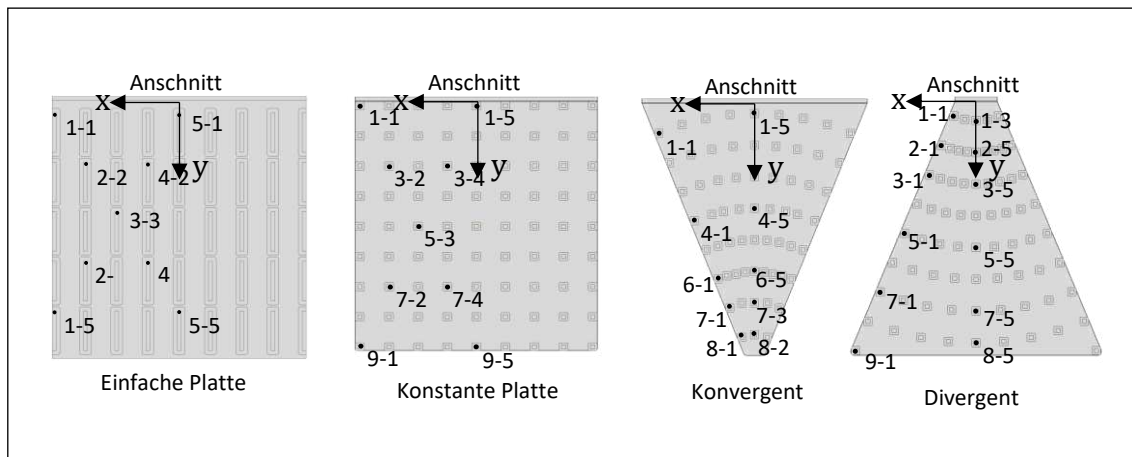 Anschnitt
x
y
1-1
5-1
2-2
4-2
3-3
2-
4
1-5
5-5
Einfache Platte
Anschnitt
x
y
1-1
1-5
3-2
3-4
5-3
7-2
7-4
9-1
9-5
Konstante Platte
Anschnitt
x
y
1-5
1-1
4-5
4-1
6-1
6-5
7-1
7-3
8-1
8-2
Konvergent
Anschnitt
x
y
1-1
1-3
2-1
2-5
3-1
3-5
5-1
5-5
7-1
7-5
9-1
8-5
Divergent